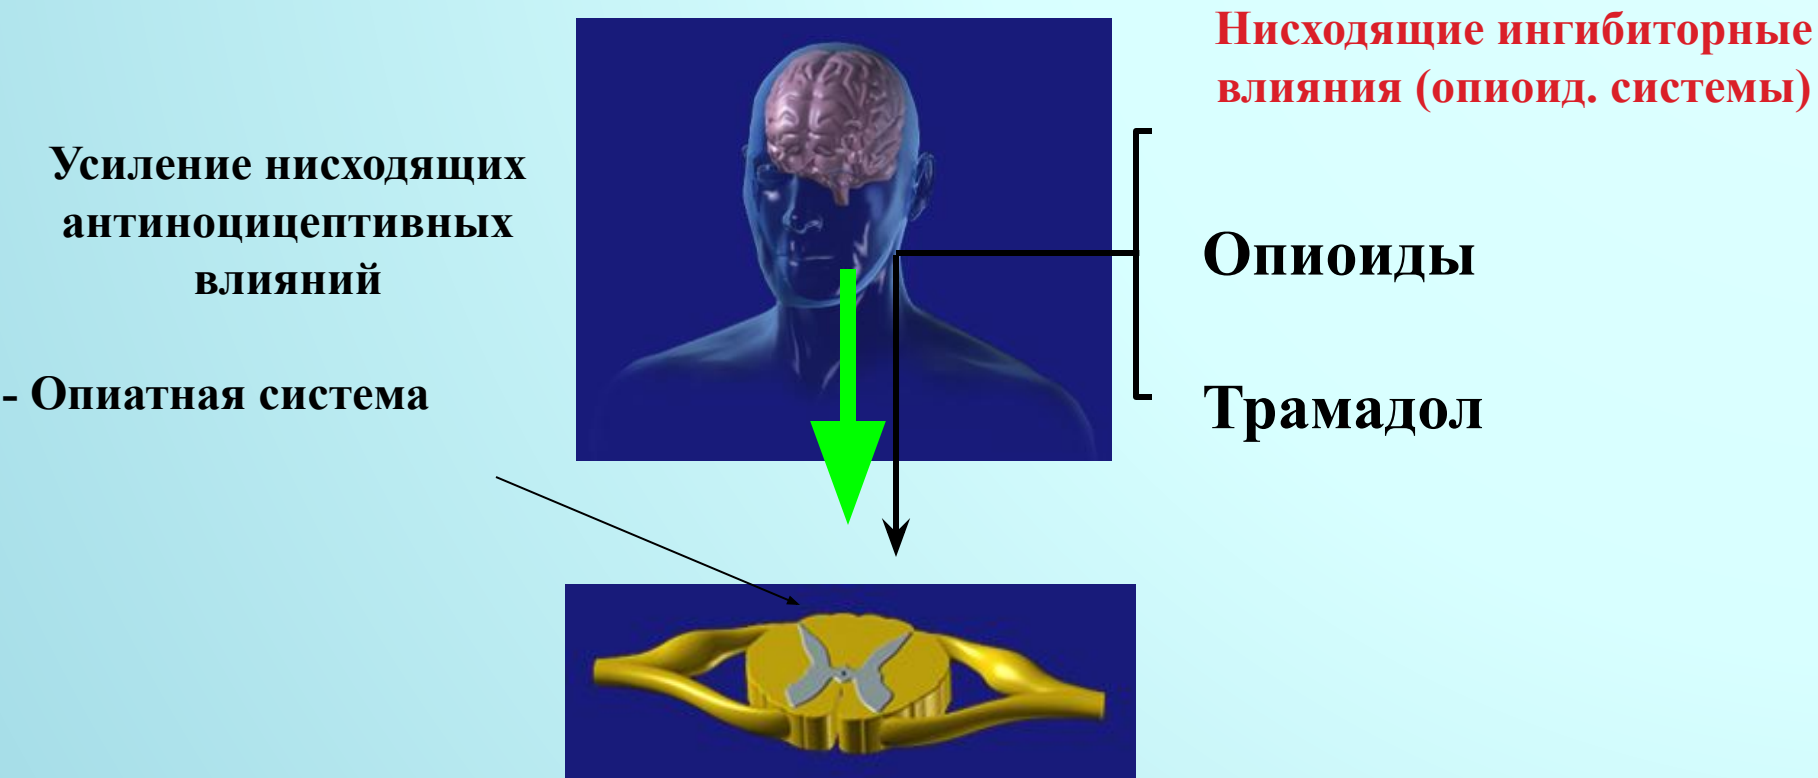 Нисходящие ингибиторные
влияния (опиоид. системы)
Усиление нисходящих
антиноцицептивных
влияний
- Опиатная система
Опиоиды
Трамадол